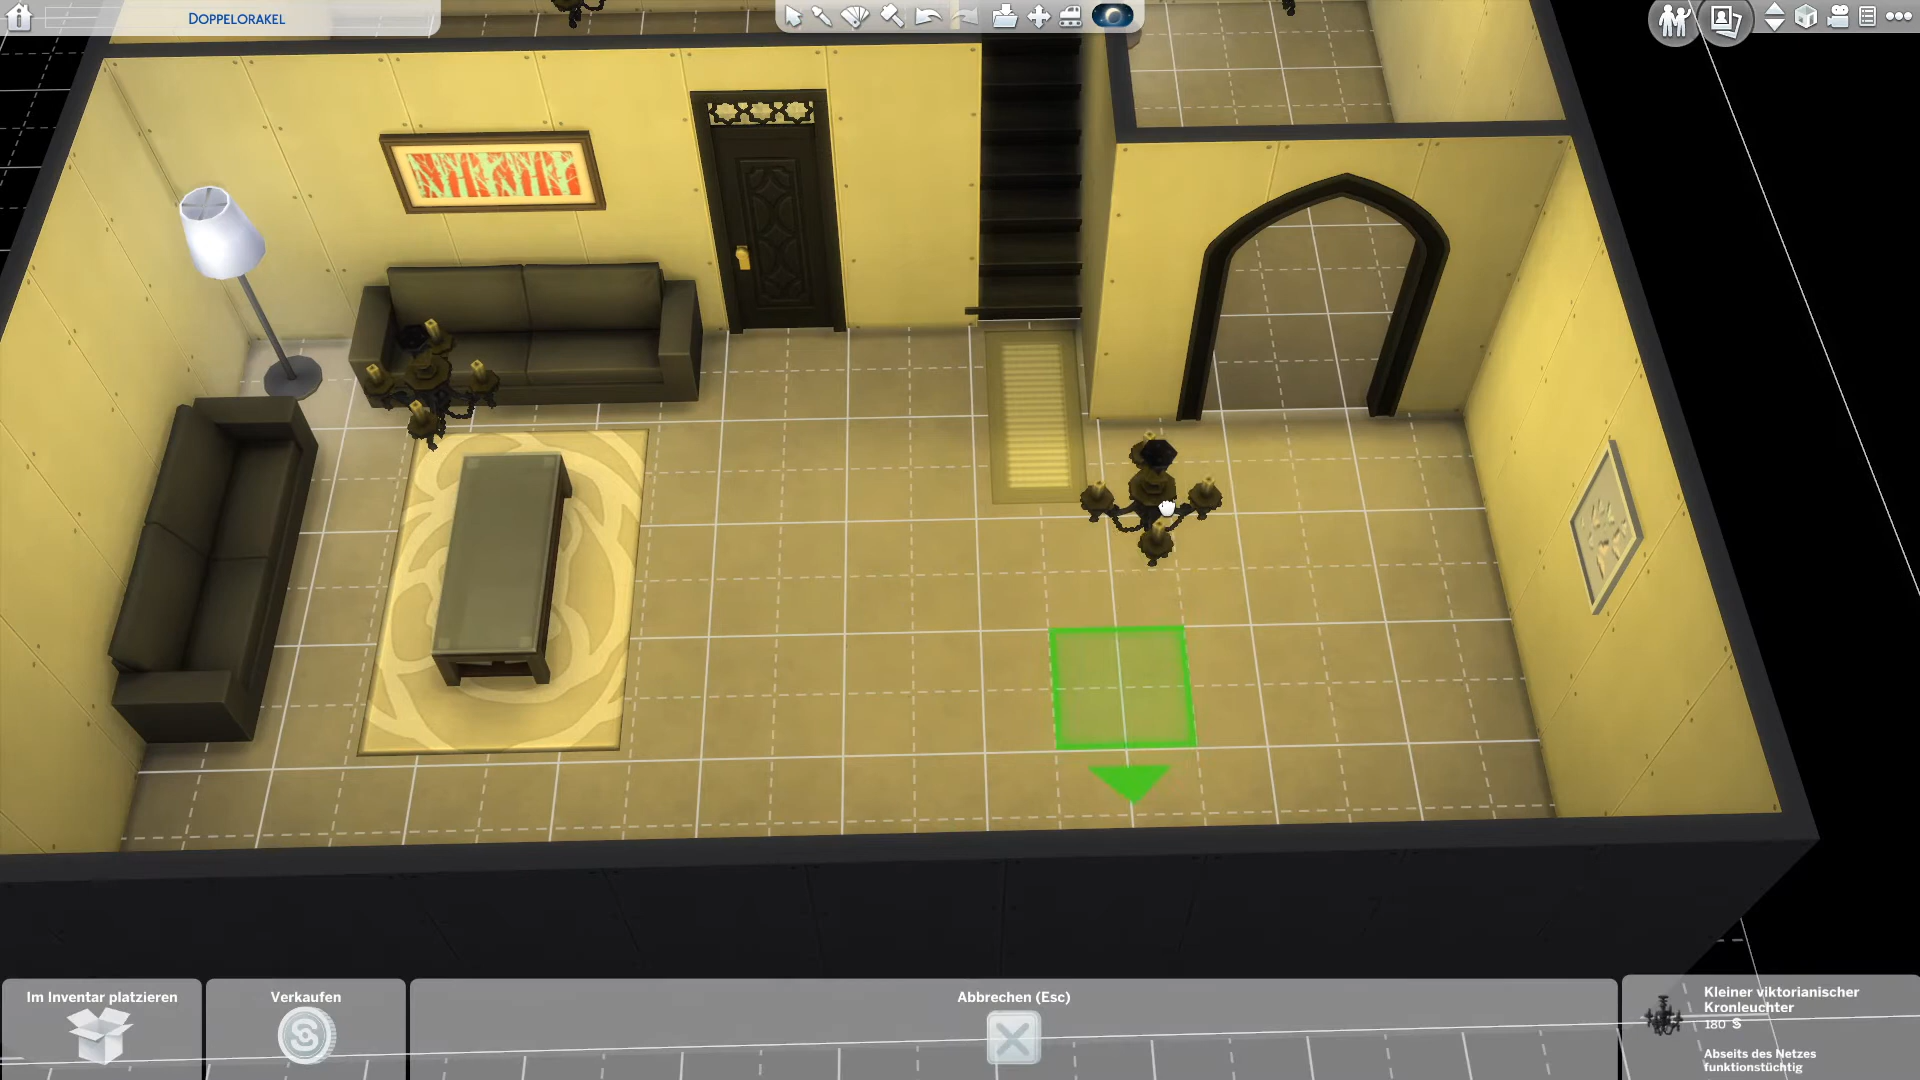 DOPPELORAKEL
Im Inventar platzieren
Verkaufen
Abbrechen (Esc)
Kleiner viktorianischer
Kronleuchter
180 §
Abseits des Netzes
funktionstüchtig